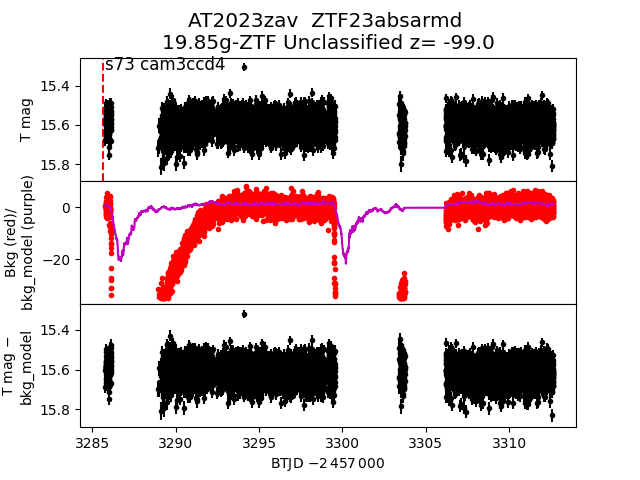 AT2023zav  ZTF23absarmd
19.85g-ZTF Unclassified z= -99.0
s73 cam3ccd4
T mag
15.4
15.6
15.8
Bkg (red)/
bkg_model (purple)
0
−20
T mag −
bkg_model
15.4
15.6
15.8
3285
3290
3295
3300
3305
3310
BTJD −2 457 000